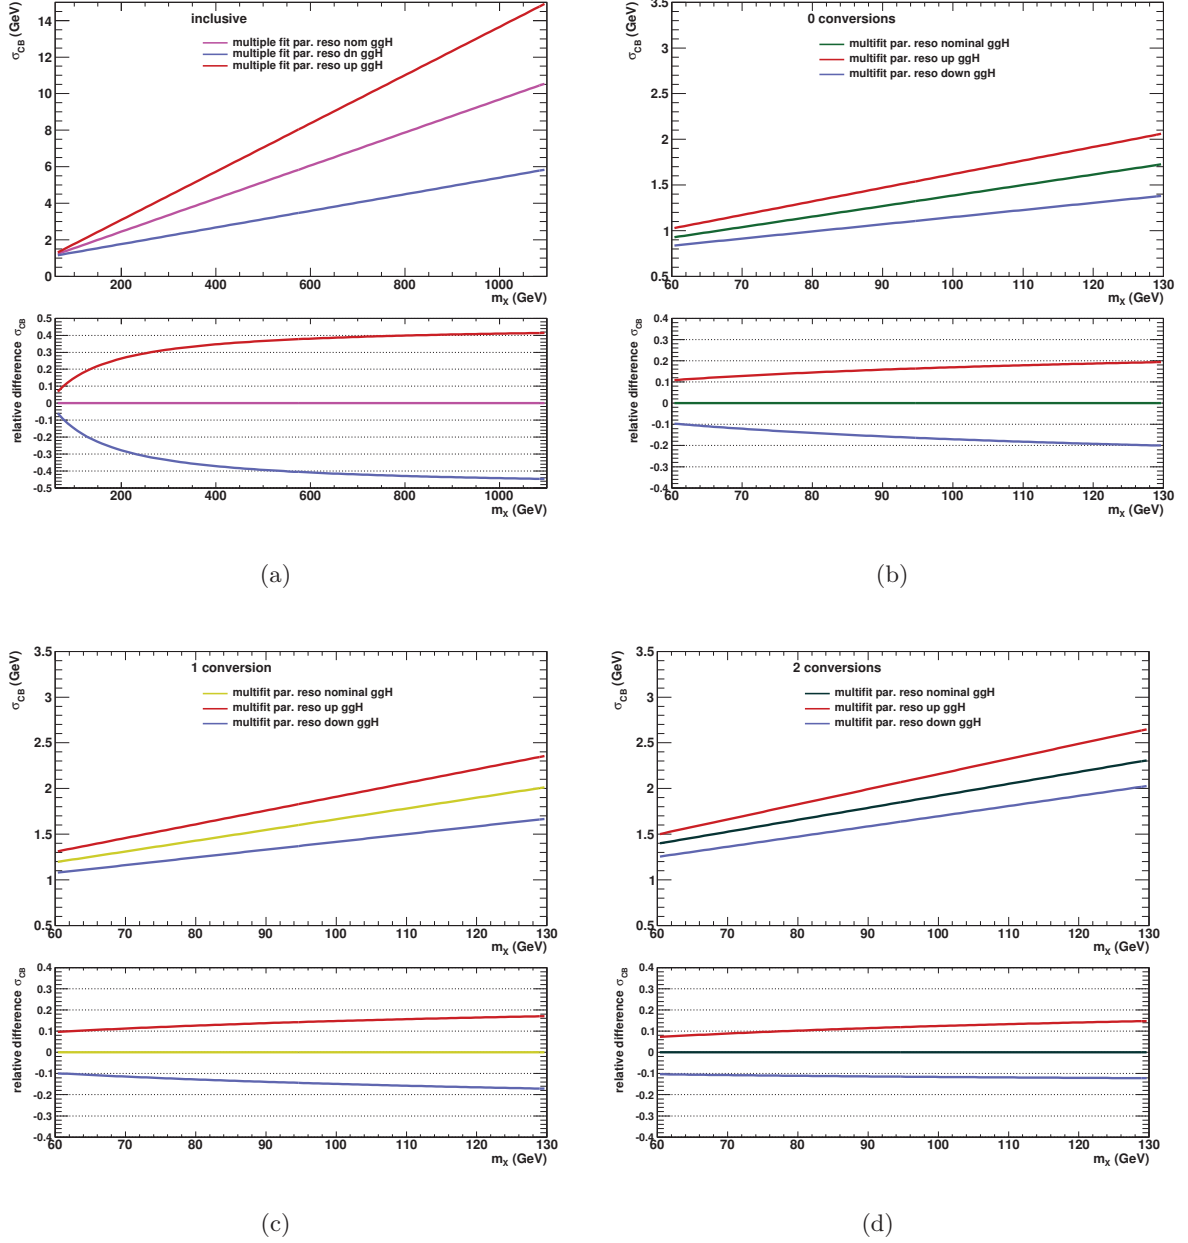 σCB (GeV)
inclusive
multiple fit par. reso nom ggH
multiple fit par. reso dn ggH
multiple fit par. reso up ggH
14
12
10
8
6
4
2
0
200 400 600 800 1000
mX (GeV)
relative difference σCB
0.5
0.4
0.3
0.2
0.1
0
-0.1
-0.2
-0.3
-0.4
-0.5
200 400 600 800 1000
mX (GeV)
(a)
σCB (GeV)
0 conversions
multifit par. reso nominal ggH
multifit par. reso up ggH
multifit par. reso down ggH
3.5
3
2.5
2
1.5
1
0.5
60 70 80 90 100 110 120 130
mX (GeV)
relative difference σCB
0.4
0.3
0.2
0.1
0
-0.1
-0.2
-0.3
-0.4
60 70 80 90 100 110 120 130
mX (GeV)
(b)
σCB (GeV)
1 conversion
multifit par. reso nominal ggH
multifit par. reso up ggH
multifit par. reso down ggH
3.5
3
2.5
2
1.5
1
0.5
60 70 80 90 100 110 120 130
mX (GeV)
relative difference σCB
0.4
0.3
0.2
0.1
0
-0.1
-0.2
-0.3
-0.4
60 70 80 90 100 110 120 130
mX (GeV)
(c)
σCB (GeV)
2 conversions
multifit par. reso nominal ggH
multifit par. reso up ggH
multifit par. reso down ggH
3.5
3
2.5
2
1.5
1
0.5
60 70 80 90 100 110 120 130
mX (GeV)
relative difference σCB
0.4
0.3
0.2
0.1
0
-0.1
-0.2
-0.3
-0.4
60 70 80 90 100 110 120 130
mX (GeV)
(d)